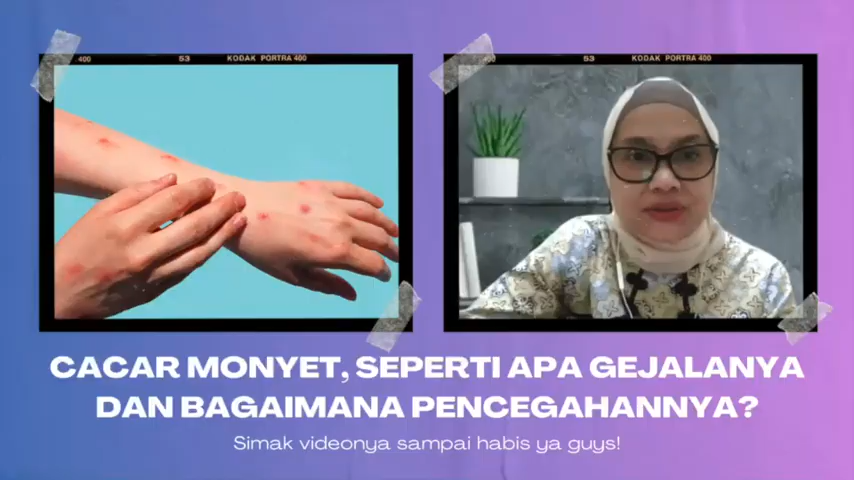 400 53 KODAK PORTRA 400
53 KODAK PORTRA 400
CACAR MONYET, SEPERTI APA GEJALANYA
DAN BAGAIMANA PENCEGAHANNYA?
Simak videonya sampai habis ya guys!